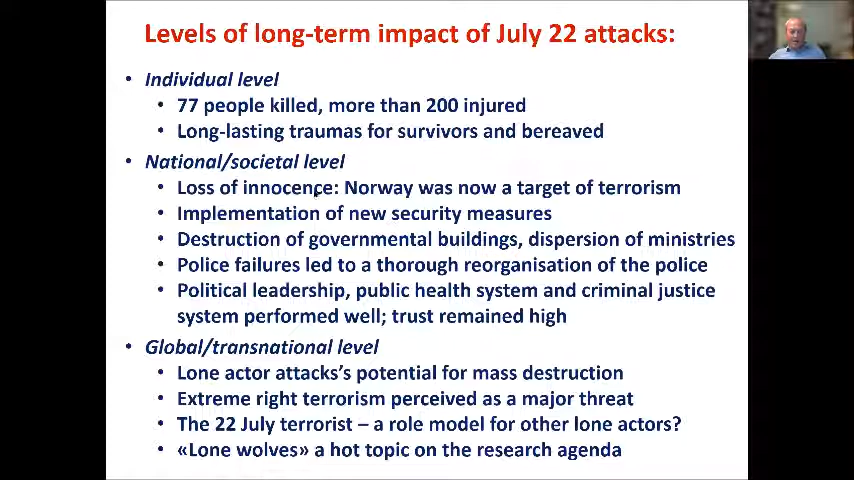 Levels of long-term impact of July 22 attacks:
• Individual level
• 77 people killed, more than 200 injured
• Long-lasting traumas for survivors and bereaved
• National/societal level
• Loss of innocence: Norway was now a target of terrorism
• Implementation of new security measures
• Destruction of governmental buildings, dispersion of ministries
• Police failures led to a thorough reorganisation of the police
• Political leadership, public health system and criminal justice
system performed well; trust remained high
• Global/transnational level
• Lone actor attacks's potential for mass destruction
• Extreme right terrorism perceived as a major threat
• The 22 July terrorist – a role model for other lone actors?
• «Lone wolves» a hot topic on the research agenda